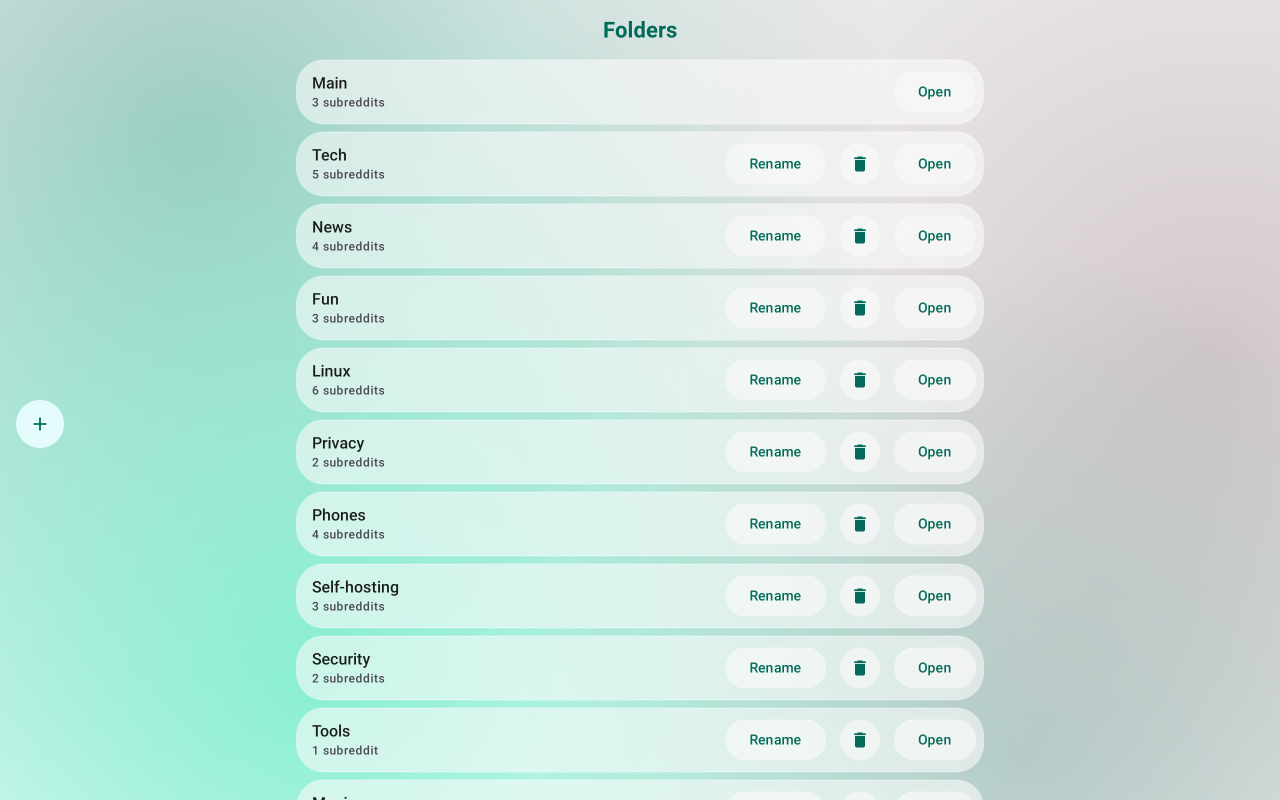 Folders
Main
3 subreddits
Open
Tech
5 subreddits
Rename
Open
News
4 subreddits
Rename
Open
Fun
3 subreddits
Rename
Open
Linux
6 subreddits
Rename
Open
Privacy
2 subreddits
Rename
Open
Phones
4 subreddits
Rename
Open
Self-hosting
3 subreddits
Rename
Open
Security
2 subreddits
Rename
Open
Tools
1 subreddit
Rename
Open